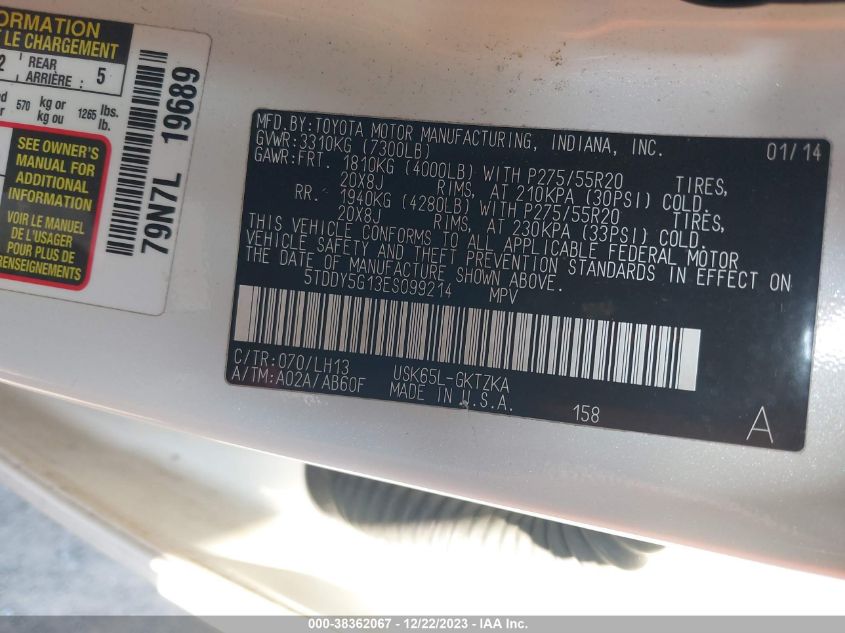 ORMATION
LE CHARGEMENT
2 REAR ARRIÈRE : 5
570 kg or kg ou 1265 lbs. lb.
SEE OWNER'S
MANUAL FOR
ADDITIONAL
INFORMATION
VOIR LE MANUEL
DE L'USAGER
POUR PLUS DE
RENSEIGNEMENTS
79N7L 19689
MFD.BY:TOYOTA MOTOR MANUFACTURING, INDIANA, INC. 01/14
GVWR:3310KG (7300LB)
GAWR:FRT. 1810KG (4000LB) WITH P275/55R20 TIRES,
20X8J RIMS, AT 210KPA (30PSI) COLD.
RR. 1940KG (4280LB) WITH P275/55R20 TIRES,
20X8J RIMS, AT 230KPA (33PSI) COLD.
THIS VEHICLE CONFORMS TO ALL APPLICABLE FEDERAL MOTOR
VEHICLE SAFETY AND THEFT PREVENTION STANDARDS IN EFFECT ON
THE DATE OF MANUFACTURE SHOWN ABOVE.
5TDDY5G13ES099214 MPV
C/TR:070/LH13 USK65L-GKTZKA
A/TM:A02A/AB60F MADE IN U.S.A. 158 A
000-38362067 - 12/22/2023 - IAA Inc.